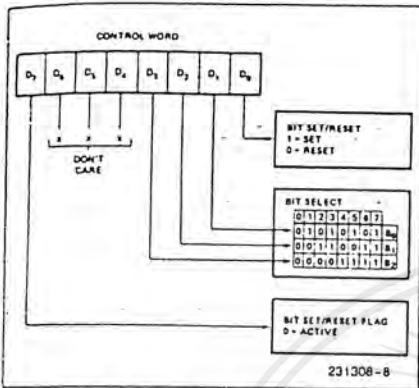 CONTROL WORD
D7 D6 D5 D4 D3 D2 D1 D0
X X X
DON'T
CARE
BIT SET/RESET
1 = SET
0 = RESET
BIT SELECT
0 1 2 3 4 5 6 7
0 1 0 1 0 1 0 1 B0
0 0 1 1 0 0 1 1 B1
0 0 0 0 1 1 1 1 B2
BIT SET/RESET FLAG
0 = ACTIVE
231308-8